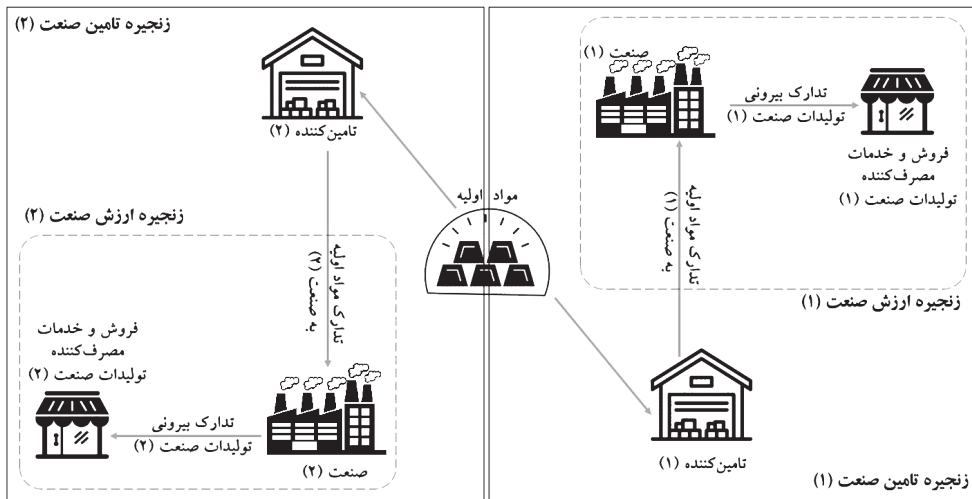 صنعت (۱)
تدارک بیرونی
تولیدات صنعت (۱)
فروش و خدمات
مصرف‌کننده
تولیدات صنعت (۱)
تدارک مواد اولیه
به صنعت (۱)
زنجیره ارزش صنعت (۱)
تامین‌کننده (۱)
زنجیره تامین صنعت (۱)
مواد اولیه
زنجیره تامین صنعت (۲)
تامین‌کننده (۲)
زنجیره ارزش صنعت (۲)
تدارک مواد اولیه
به صنعت (۲)
فروش و خدمات
مصرف‌کننده
تولیدات صنعت (۲)
تدارک بیرونی
تولیدات صنعت (۲)
صنعت (۲)